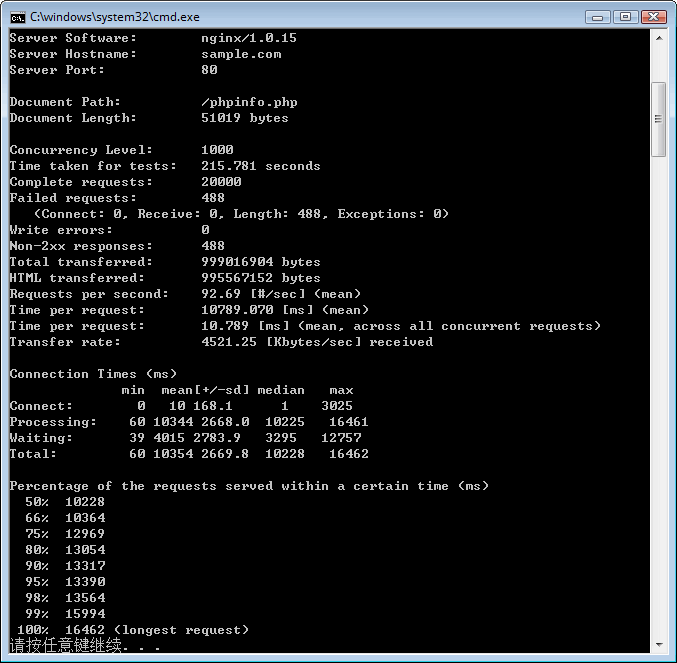 C:\windows\system32\cmd.exe
Server Software:        nginx/1.0.15
Server Hostname:        sample.com
Server Port:            80
Document Path:          /phpinfo.php
Document Length:        51019 bytes
Concurrency Level:      1000
Time taken for tests:   215.781 seconds
Complete requests:      20000
Failed requests:        488
   (Connect: 0, Receive: 0, Length: 488, Exceptions: 0)
Write errors:           0
Non-2xx responses:      488
Total transferred:      999016904 bytes
HTML transferred:       995567152 bytes
Requests per second:    92.69 [#/sec] (mean)
Time per request:       10789.070 [ms] (mean)
Time per request:       10.789 [ms] (mean, across all concurrent requests)
Transfer rate:          4521.25 [Kbytes/sec] received
Connection Times (ms)
              min  mean[+/-sd] median   max
Connect:        0   10 168.1      1    3025
Processing:    60 10344 2668.0  10225   16461
Waiting:       39 4015 2783.9   3295   12757
Total:         60 10354 2669.8  10228   16462
Percentage of the requests served within a certain time (ms)
  50%  10228
  66%  10364
  75%  12969
  80%  13054
  90%  13317
  95%  13390
  98%  13564
  99%  15994
 100%  16462 (longest request)
请按任意键继续. . .